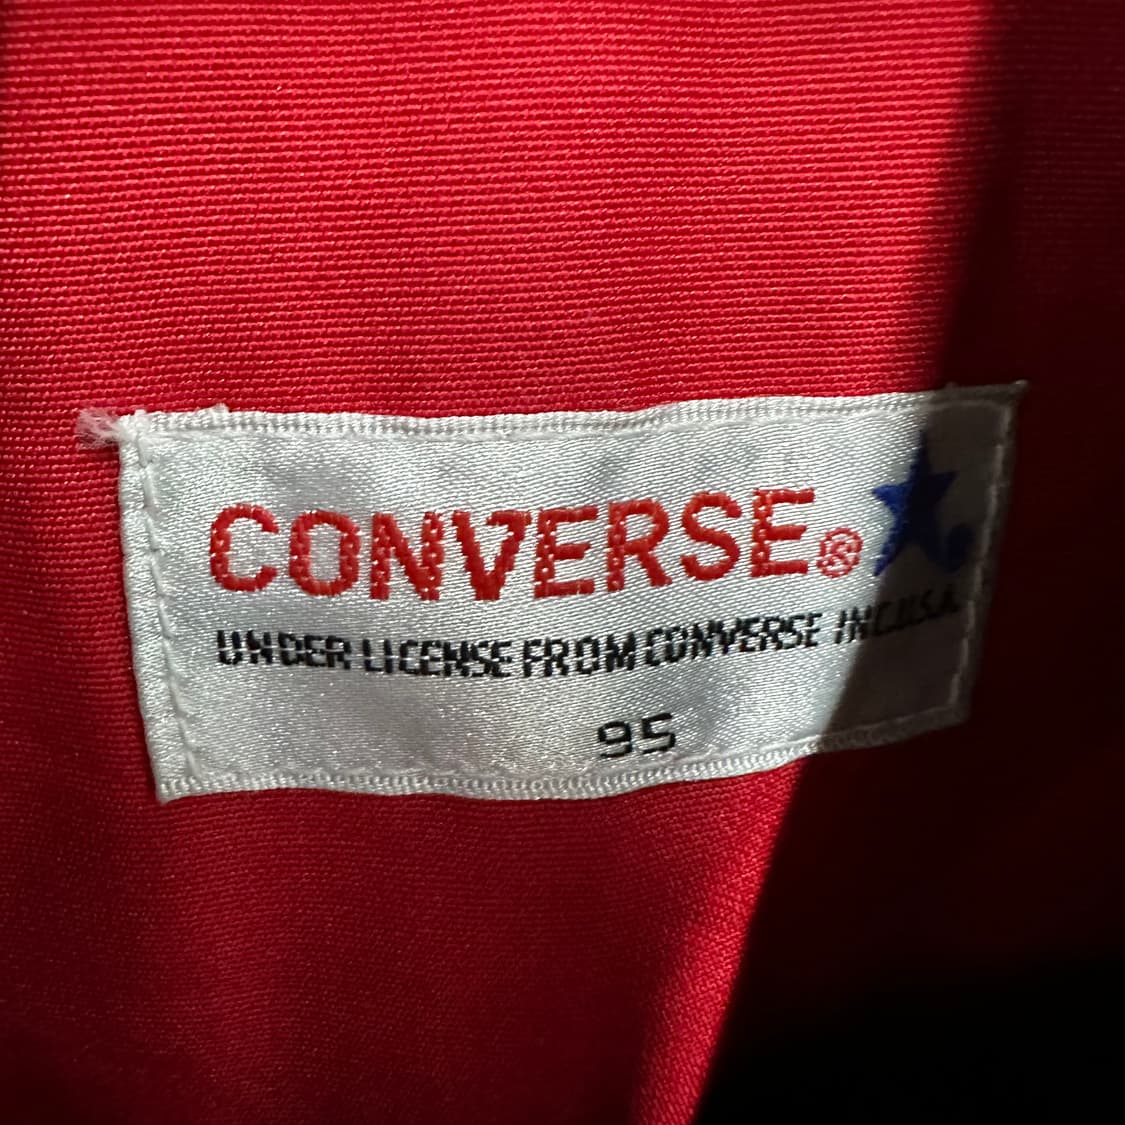 CONVERSE®
UNDER LICENSE FROM CONVERSE INC.U.S.A.
95